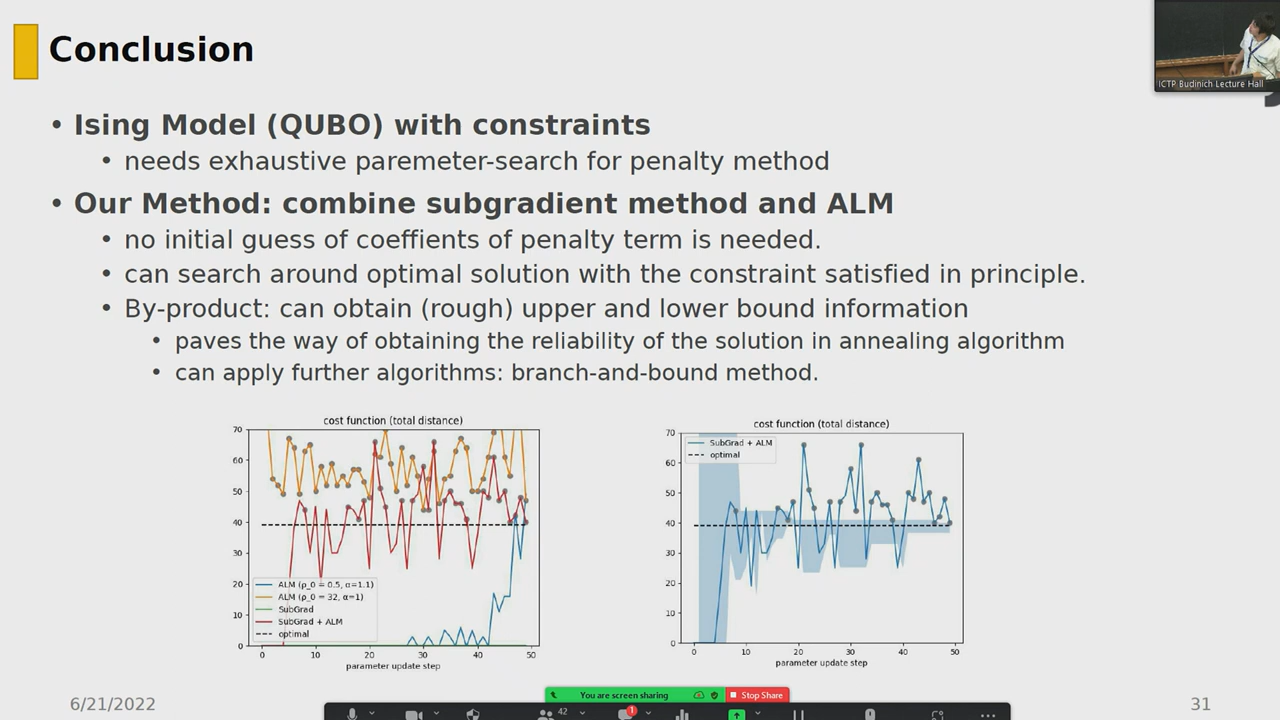 Conclusion
ICTP Budinich Lecture Hall
• Ising Model (QUBO) with constraints
• needs exhaustive paremeter-search for penalty method
• Our Method: combine subgradient method and ALM
• no initial guess of coeffients of penalty term is needed.
• can search around optimal solution with the constraint satisfied in principle.
• By-product: can obtain (rough) upper and lower bound information
• paves the way of obtaining the reliability of the solution in annealing algorithm
• can apply further algorithms: branch-and-bound method.
cost function (total distance)
70
60
50
40
30
20
10
0
ALM (ρ_0 = 0.5, α=1.1)
ALM (ρ_0 = 32, α=1)
SubGrad
SubGrad + ALM
optimal
0 10 20 30 40 50
parameter update step
cost function (total distance)
70
60
50
40
30
20
10
0
SubGrad + ALM
optimal
0 10 20 30 40 50
parameter update step
6/21/2022
You are screen sharing
Stop Share
31
42
1